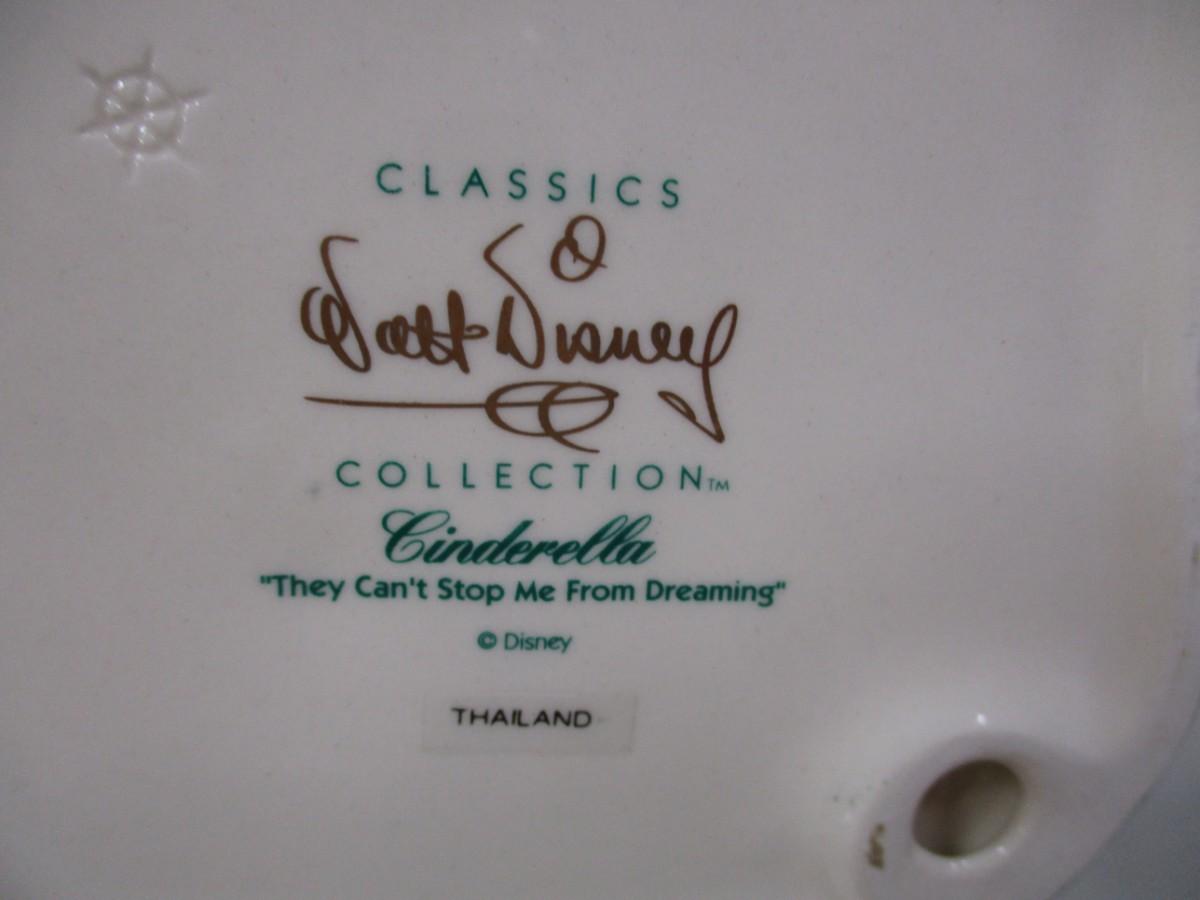 CLASSICS
Walt Disney
COLLECTION™
Cinderella
"They Can't Stop Me From Dreaming"
© Disney
THAILAND